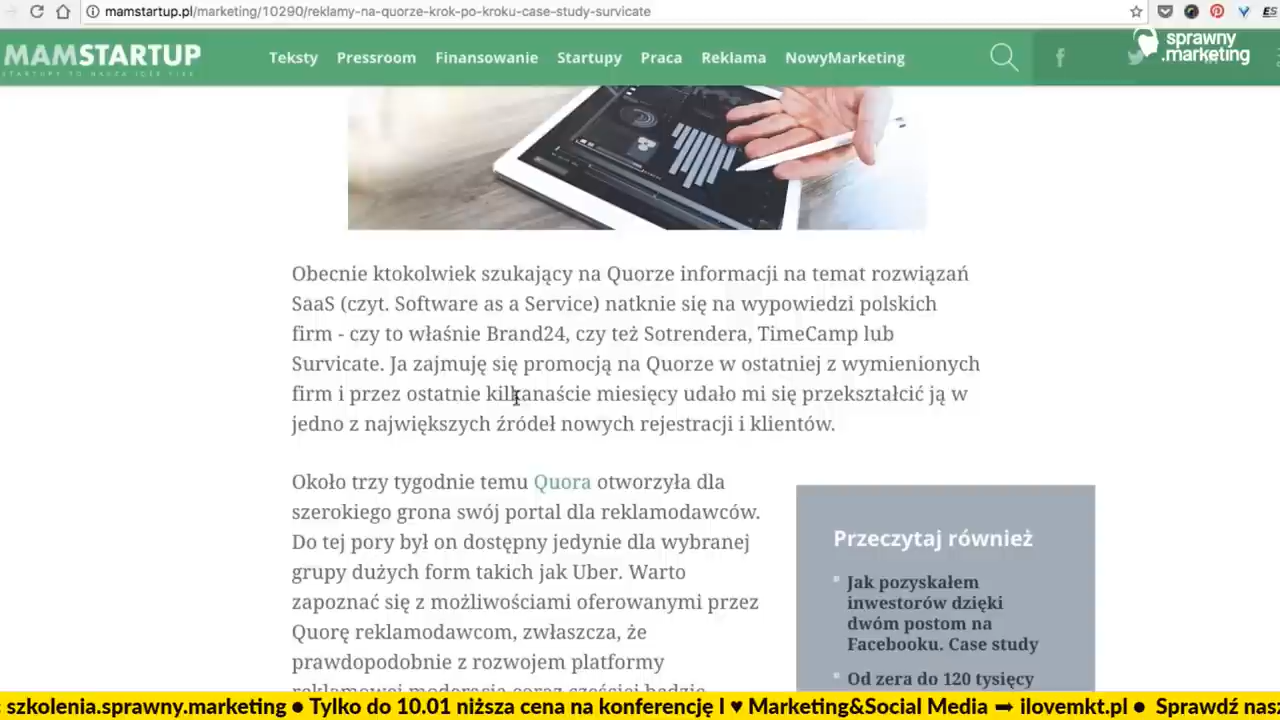 mamstartup.pl/marketing/10290/reklamy-na-quorze-krok-po-kroku-case-study-survicate
MAMSTARTUP
Teksty Pressroom Finansowanie Startupy Praca Reklama NowyMarketing
sprawny
.marketing
Obecnie ktokolwiek szukający na Quorze informacji na temat rozwiązań
SaaS (czyt. Software as a Service) natknie się na wypowiedzi polskich
firm - czy to właśnie Brand24, czy też Sotrendera, TimeCamp lub
Survicate. Ja zajmuję się promocją na Quorze w ostatniej z wymienionych
firm i przez ostatnie kilkanaście miesięcy udało mi się przekształcić ją w
jedno z największych źródeł nowych rejestracji i klientów.
Około trzy tygodnie temu Quora otworzyła dla
szerokiego grona swój portal dla reklamodawców.
Do tej pory był on dostępny jedynie dla wybranej
grupy dużych form takich jak Uber. Warto
zapoznać się z możliwościami oferowanymi przez
Quorę reklamodawcom, zwłaszcza, że
prawdopodobnie z rozwojem platformy
reklamowej moderacja coraz częściej będzie
Przeczytaj również
Jak pozyskałem
inwestorów dzięki
dwóm postom na
Facebooku. Case study
Od zera do 120 tysięcy
: szkolenia.sprawny.marketing ● Tylko do 10.01 niższa cena na konferencję I ♥ Marketing&Social Media ➡ ilovemkt.pl ● Sprawdź nasz